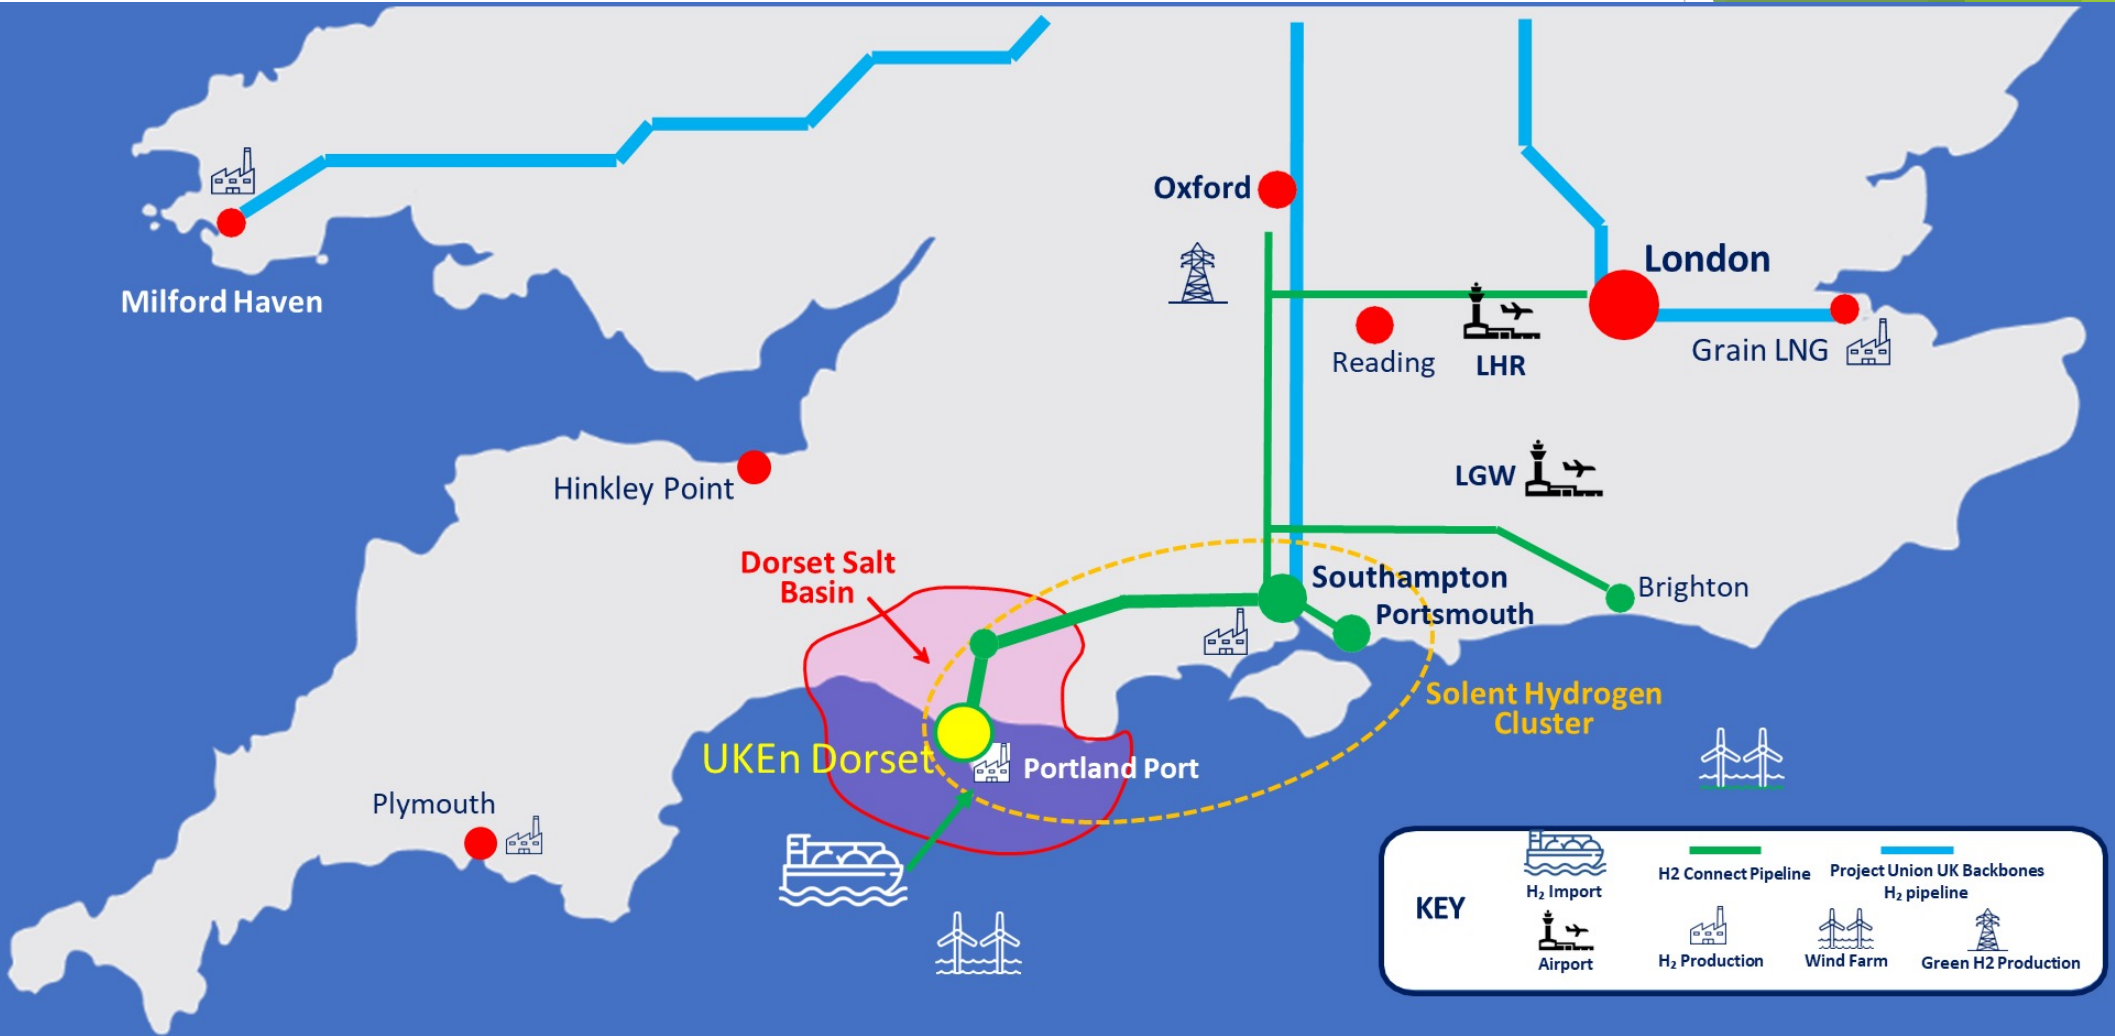 Oxford
London
Milford Haven
Grain LNG
Reading
LHR
LGW
Hinkley Point
Dorset Salt
Basin
Southampton
Portsmouth
Brighton
Solent Hydrogen
Cluster
UKEn Dorset
Portland Port
Plymouth
KEY
H₂ Import
H2 Connect Pipeline
Project Union UK Backbones
H₂ pipeline
Airport
H₂ Production
Wind Farm
Green H2 Production